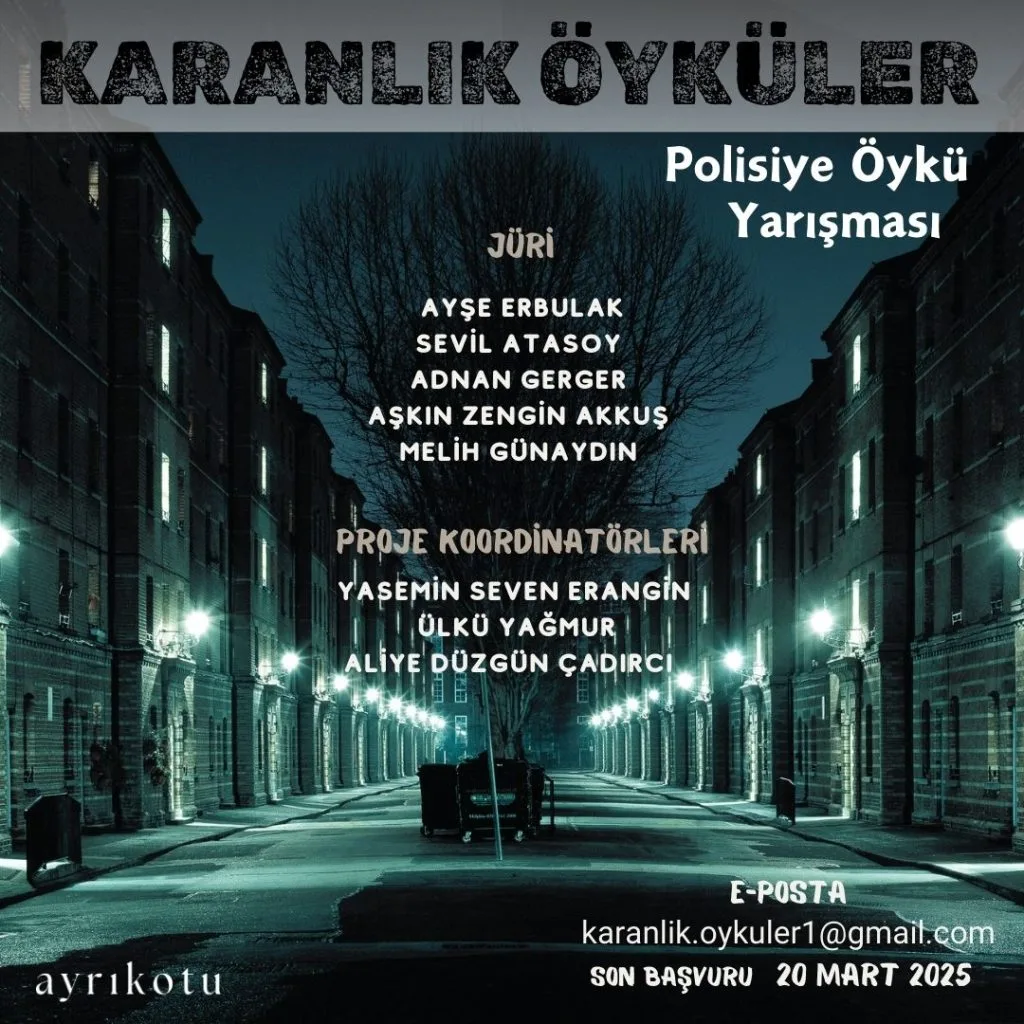 KARANLIK ÖYKÜLER
Polisiye Öykü
Yarışması
JÜRİ
AYŞE ERBULAK
SEVİL ATASOY
ADNAN GERGER
AŞKIN ZENGİN AKKUŞ
MELİH GÜNAYDIN
PROJE KOORDİNATÖRLERİ
YASEMİN SEVEN ERANGİN
ÜLKÜ YAĞMUR
ALİYE DÜZGÜN ÇADIRCI
E-POSTA
karanlik.oykuler1@gmail.com
SON BAŞVURU 20 MART 2025
ayrıkotu